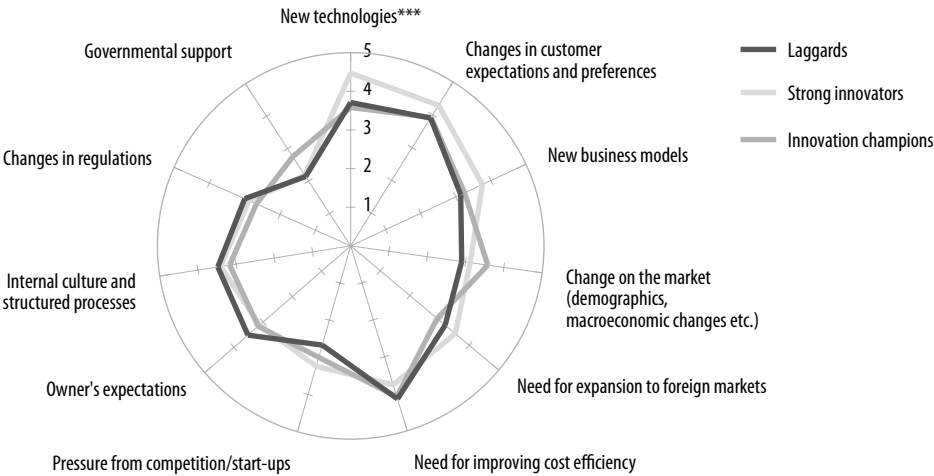 New technologies***
Governmental support
5
Changes in customer
expectations and preferences
Laggards
4
Strong innovators
3
Innovation champions
Changes in regulations
New business models
2
1
Internal culture and
structured processes
Change on the market
(demographics,
macroeconomic changes etc.)
Owner's expectations
Need for expansion to foreign markets
Pressure from competition/start-ups
Need for improving cost efficiency